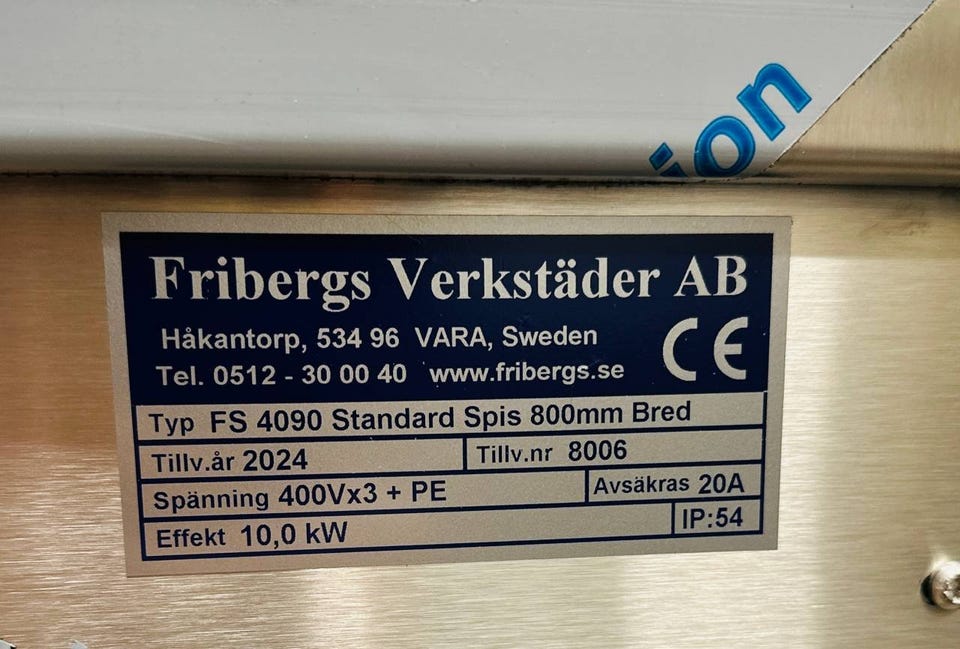 ion
Fribergs Verkstäder AB
Håkantorp, 534 96 VARA, Sweden
Tel. 0512 - 30 00 40 www.fribergs.se
CE
Typ FS 4090 Standard Spis 800mm Bred
Tillv.år 2024 Tillv.nr 8006
Spänning 400Vx3 + PE Avsäkras 20A
Effekt 10,0 kW IP:54